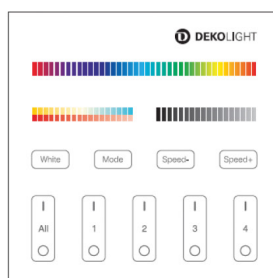 DEKOLIGHT
White Mode Speed- Speed+
I I I I I
All 1 2 3 4
O O O O O